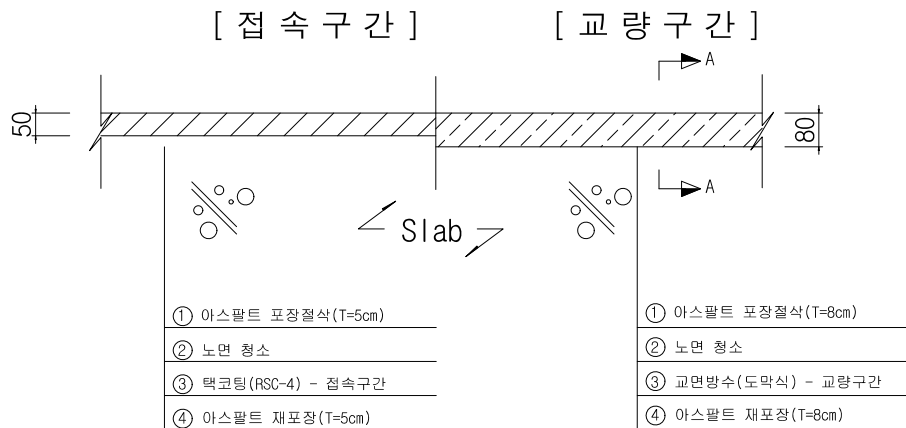 [ 접 속 구 간 ]
[ 교 량 구 간 ]
A
50
80
A
Slab
① 아스팔트 포장절삭(T=5cm)
② 노면 청소
③ 택코팅(RSC-4) - 접속구간
④ 아스팔트 재포장(T=5cm)
① 아스팔트 포장절삭(T=8cm)
② 노면 청소
③ 교면방수(도막식) - 교량구간
④ 아스팔트 재포장(T=8cm)